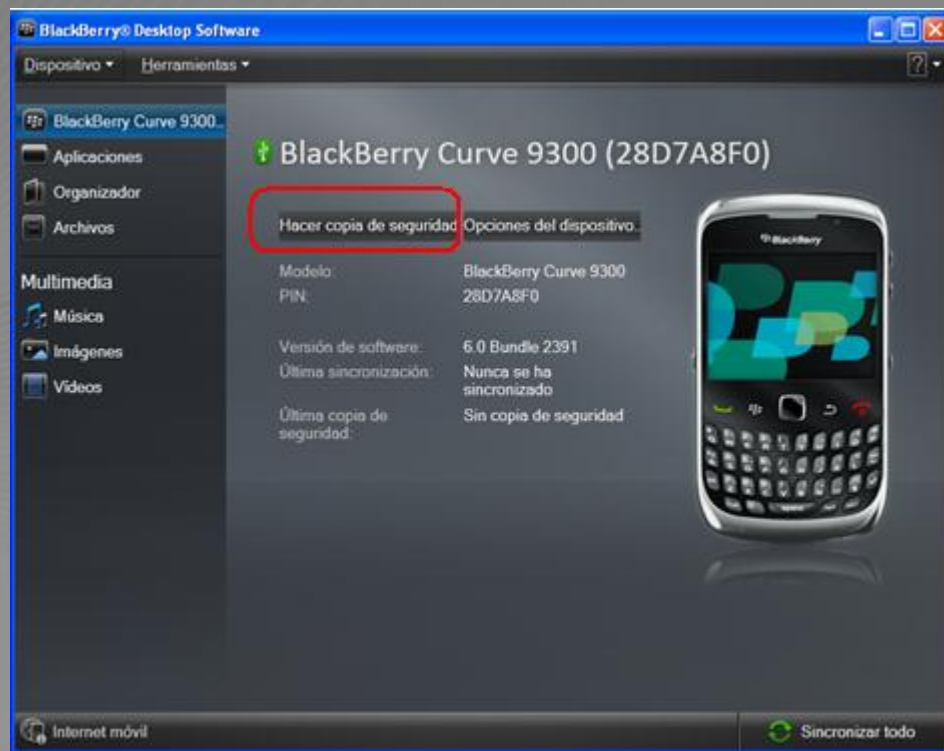 BlackBerry® Desktop Software
Dispositivo Herramientas ?
BlackBerry Curve 9300...
Aplicaciones
Organizador
Archivos
Multimedia
Música
Imágenes
Vídeos
BlackBerry Curve 9300 (28D7A8F0)
Hacer copia de seguridad Opciones del dispositivo...
Modelo: BlackBerry Curve 9300
PIN: 28D7A8F0
Versión de software: 6.0 Bundle 2391
Última sincronización: Nunca se ha
sincronizado
Última copia de Sin copia de seguridad
seguridad:
BlackBerry
Internet móvil
Sincronizar todo